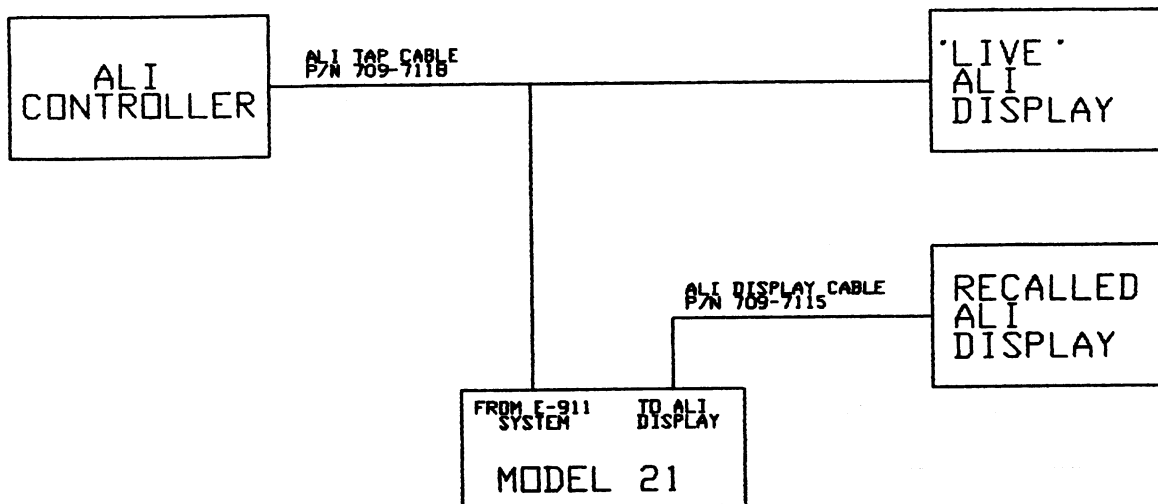 ALI
CONTROLLER
ALI TAP CABLE
P/N 709-7118
'LIVE'
ALI
DISPLAY
ALI DISPLAY CABLE
P/N 709-7115
RECALLED
ALI
DISPLAY
FROM E-911
SYSTEM
TO ALI
DISPLAY
MODEL 21